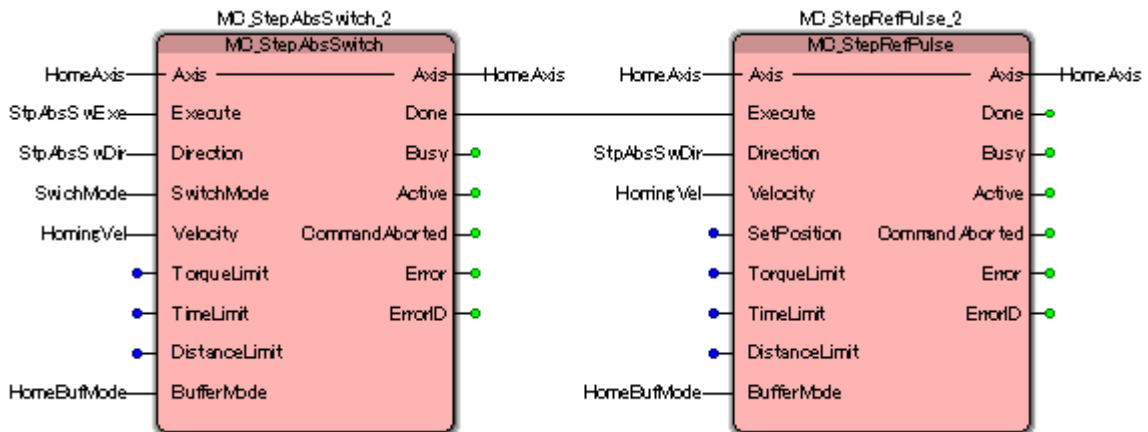 MC_StepAbsSwitch_2
MC_StepAbsSwitch
HomeAxis
Axis
Axis
HomeAxis
StpAbsSwExe
Execute
Done
StpAbsSwDir
Direction
Busy
SwichMode
SwitchMode
Active
HomingVel
Velocity
CommandAborted
TorqueLimit
Error
TimeLimit
ErrorID
DistanceLimit
HomeBufMode
BufferMode
MC_StepRefPulse_2
MC_StepRefPulse
HomeAxis
Axis
Axis
HomeAxis
Execute
Done
StpAbsSwDir
Direction
Busy
HomingVel
Velocity
Active
SetPosition
CommandAborted
TorqueLimit
Error
TimeLimit
ErrorID
DistanceLimit
HomeBufMode
BufferMode